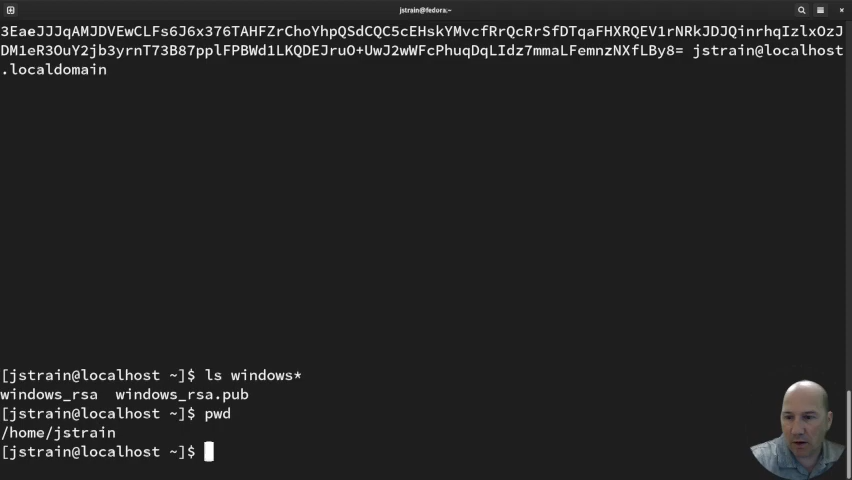 jstrain@fedora:~
3EaeJJJqAMJDVEwCLFs6J6x376TAHFZrChoYhpQSdCQC5cEHskYMvcfRrQcRrSfDTqaFHXRQEV1rNRkJDJQinrhqIzlxOzJ
DM1eR3OuY2jb3yrnT73B87pplFPBWd1LKQDEJruO+UwJ2wWFcPhuqDqLIdz7mmaLFemnzNXfLBy8= jstrain@localhost
.localdomain
[jstrain@localhost ~]$ ls windows*
windows_rsa  windows_rsa.pub
[jstrain@localhost ~]$ pwd
/home/jstrain
[jstrain@localhost ~]$